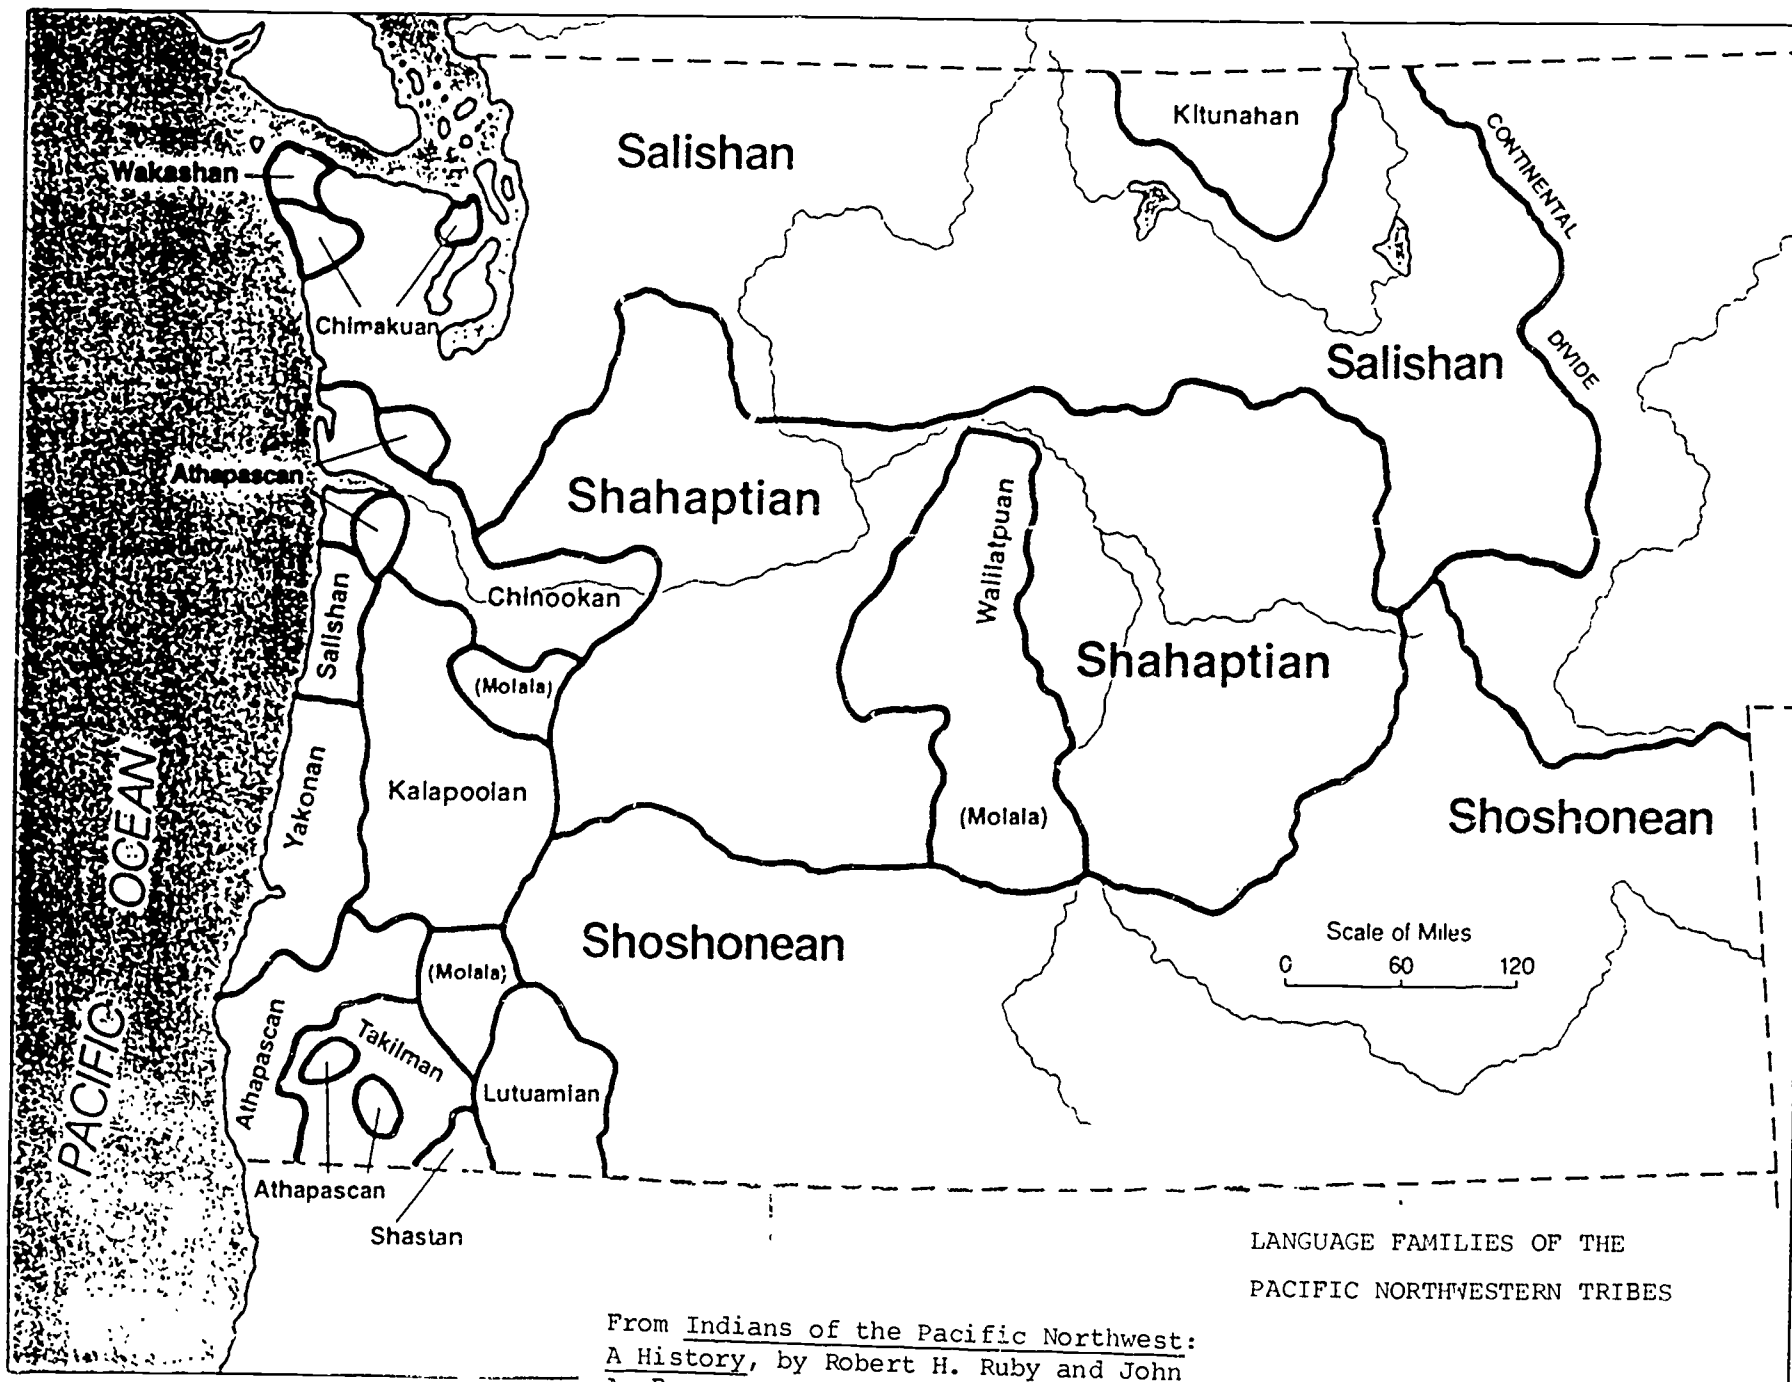 Kitunahan
Salishan
CONTINENTAL
Wakashan
Chimakuan
DIVIDE
Salishan
Athapascan
Shahaptian
Wailatpuan
Chinookan
Salishan
(Molala)
Shahaptian
Yakonan
Kalapooian
(Molala)
Shoshonean
PACIFIC OCEAN
Shoshonean
Scale of Miles
0 60 120
(Molala)
Athapascan
Takilman
Lutuamian
Athapascan
Shastan
LANGUAGE FAMILIES OF THE
PACIFIC NORTHWESTERN TRIBES
From Indians of the Pacific Northwest:
A History, by Robert H. Ruby and John